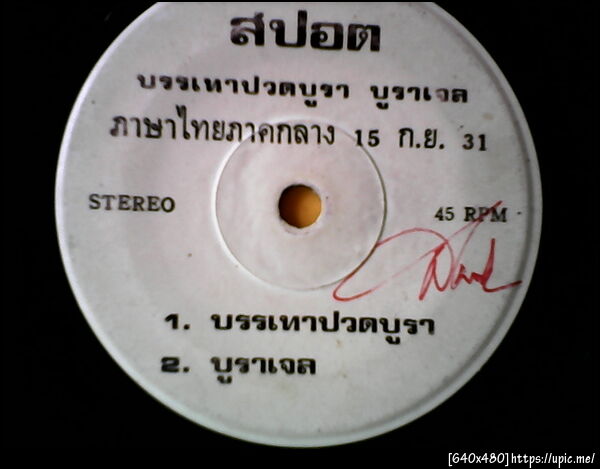 สปอต
บรรเทาปวดบูรา บูราเจล
ภาษาไทยภาคกลาง 15 ก.ย. 31
STEREO
45 RPM
1. บรรเทาปวดบูรา
2. บูราเจล
[640x480]https://upic.me/